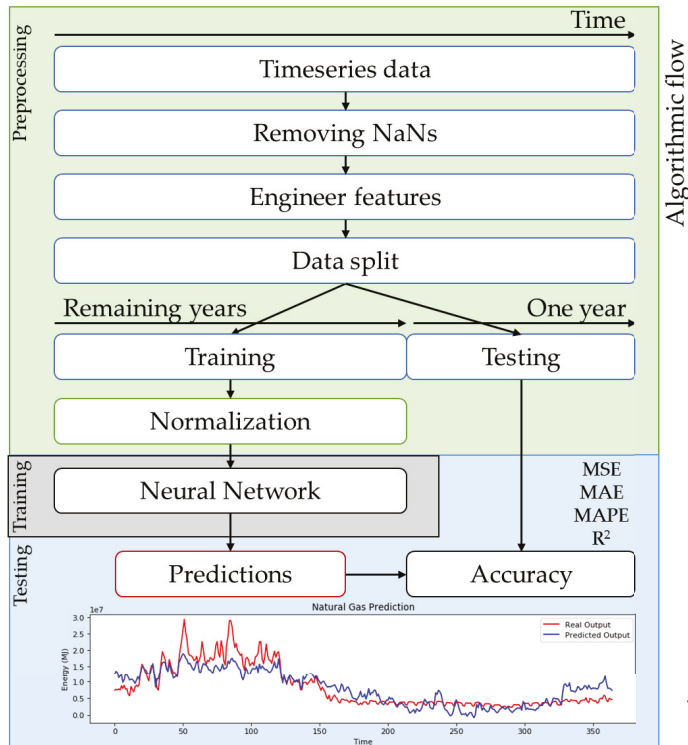 Time
Preprocessing
Algorithmic flow
Timeseries data
Removing NaNs
Engineer features
Data split
Remaining years
One year
Training
Testing
Normalization
Training
Neural Network
MSE
MAE
MAPE
R²
Testing
Predictions
Accuracy
Natural Gas Prediction
1e7
Energy (MJ)
3.0
2.5
2.0
1.5
1.0
0.5
0.0
Real Output
Predicted Output
0 50 100 150 200 250 300 350
Time